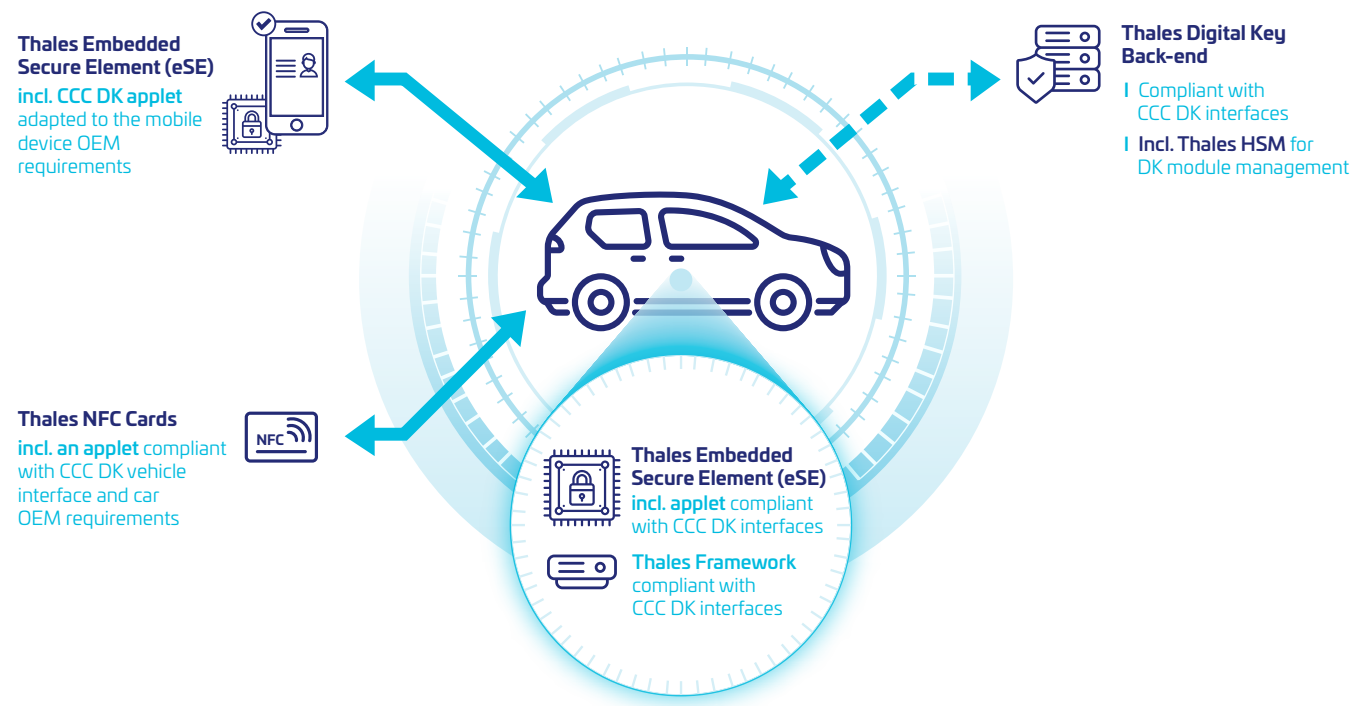 Thales Embedded
Secure Element (eSE)
incl. CCC DK applet
adapted to the mobile
device OEM
requirements
Thales Digital Key
Back-end
I Compliant with
CCC DK interfaces
I Incl. Thales HSM for
DK module management
Thales NFC Cards
incl. an applet compliant
with CCC DK vehicle
interface and car
OEM requirements
NFC
Thales Embedded
Secure Element (eSE)
incl. applet compliant
with CCC DK interfaces
Thales Framework
compliant with
CCC DK interfaces